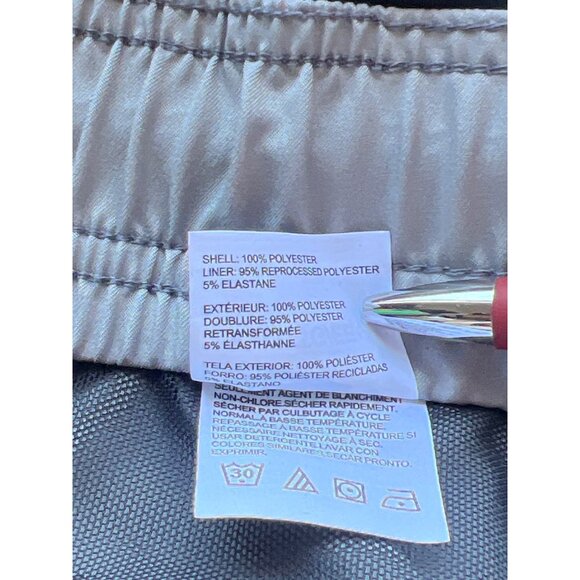 SHELL: 100% POLYESTER
LINER: 95% REPROCESSED POLYESTER
5% ELASTANE
EXTÉRIEUR: 100% POLYESTER
DOUBLURE: 95% POLYESTER
RETRANSFORMÉE
5% ÉLASTHANNE
TELA EXTERIOR: 100% POLIÉSTER
FORRO: 95% POLIÉSTER RECICLADAS
5% ELASTANO
SEULEMENT AGENT DE BLANCHIMENT
NON-CHLORE SÉCHER RAPIDEMENT.
SÉCHER PAR CULBUTAGE À CYCLE
NORMAL À BASSE TEMPÉRATURE.
REPASSAGE À BASSE TEMPÉRATURE SI
NÉCESSAIRE. NETTOYAGE À SEC.
USAR DETERGENTE LAVAR CON
COLORES SIMILARES. SECAR PRONTO.
EXPRIMIR.
30